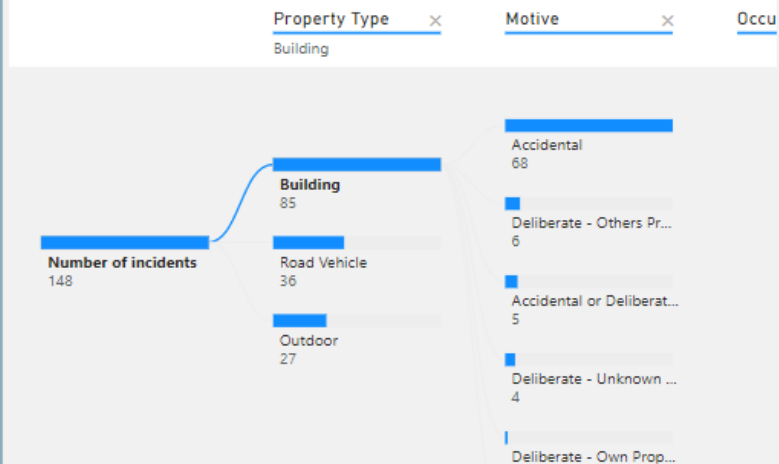 Property Type
Motive
Occu
Building
Accidental
68
Building
85
Deliberate - Others Pr...
6
Number of incidents
148
Road Vehicle
36
Accidental or Deliberat...
5
Outdoor
27
Deliberate - Unknown ...
4
Deliberate - Own Prop...